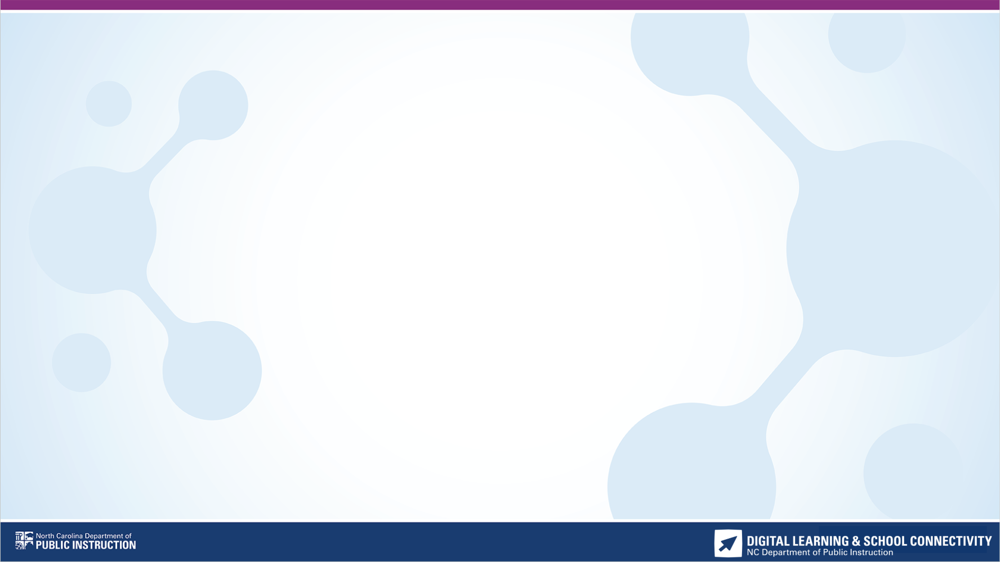 North Carolina Department of
PUBLIC INSTRUCTION
DIGITAL LEARNING & SCHOOL CONNECTIVITY
NC Department of Public Instruction